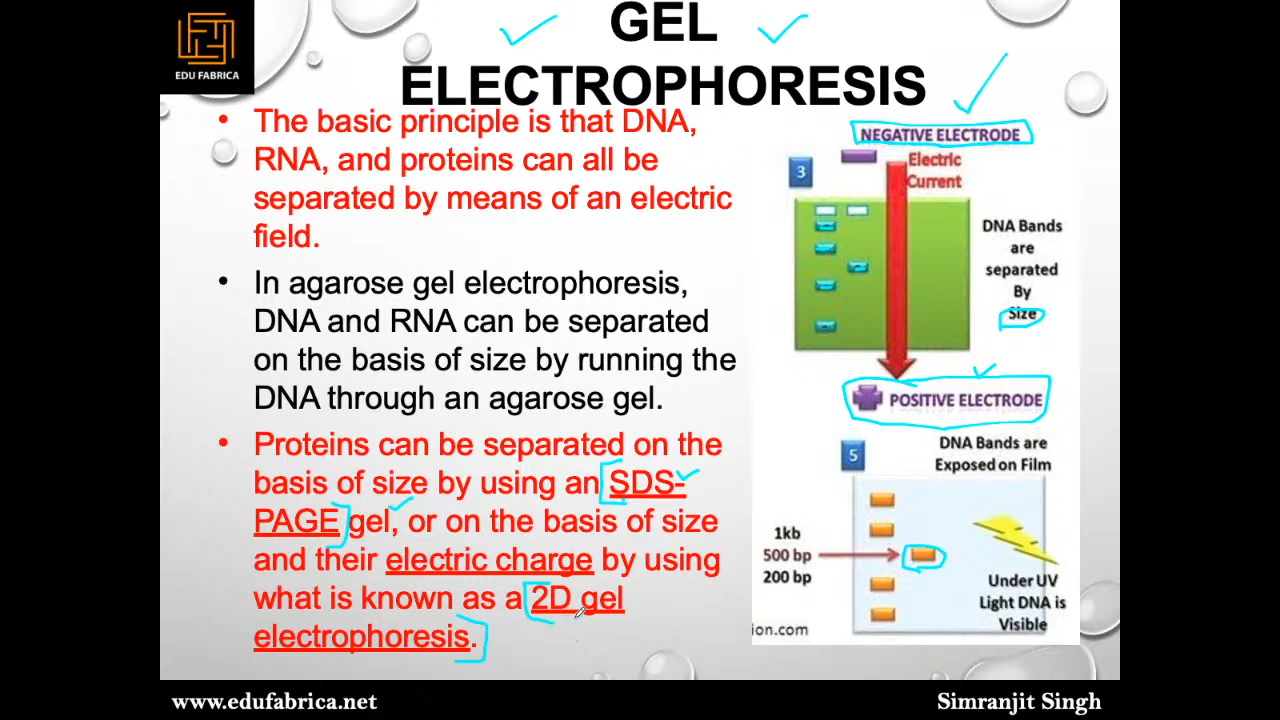 EDU FABRICA
GEL
ELECTROPHORESIS
• The basic principle is that DNA,
RNA, and proteins can all be
separated by means of an electric
field.
• In agarose gel electrophoresis,
DNA and RNA can be separated
on the basis of size by running the
DNA through an agarose gel.
• Proteins can be separated on the
basis of size by using an SDS-
PAGE gel, or on the basis of size
and their electric charge by using
what is known as a 2D gel
electrophoresis.
NEGATIVE ELECTRODE
3
Electric
Current
DNA Bands
are
separated
By
Size
POSITIVE ELECTRODE
5
DNA Bands are
Exposed on Film
1kb
500 bp
200 bp
Under UV
Light DNA is
Visible
ion.com
www.edufabrica.net
Simranjit Singh